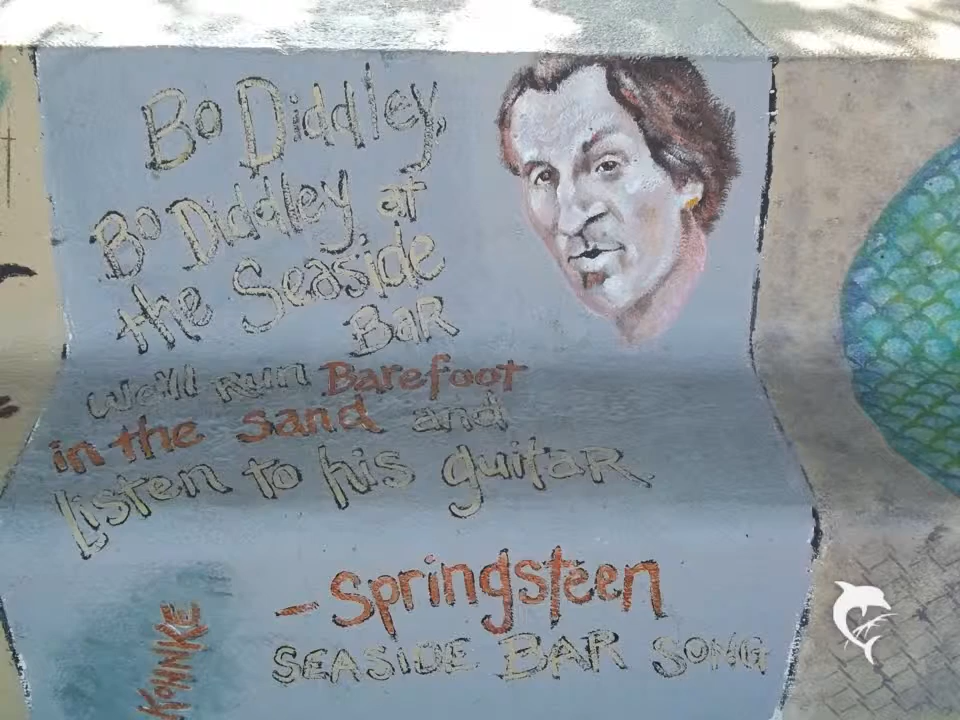 Bo Diddley,
Bo Diddley at
the Seaside
Bar
we'll run Barefoot
in the sand and
listen to his guitar
- Springsteen
SEASIDE BAR SONG
KOHNKE